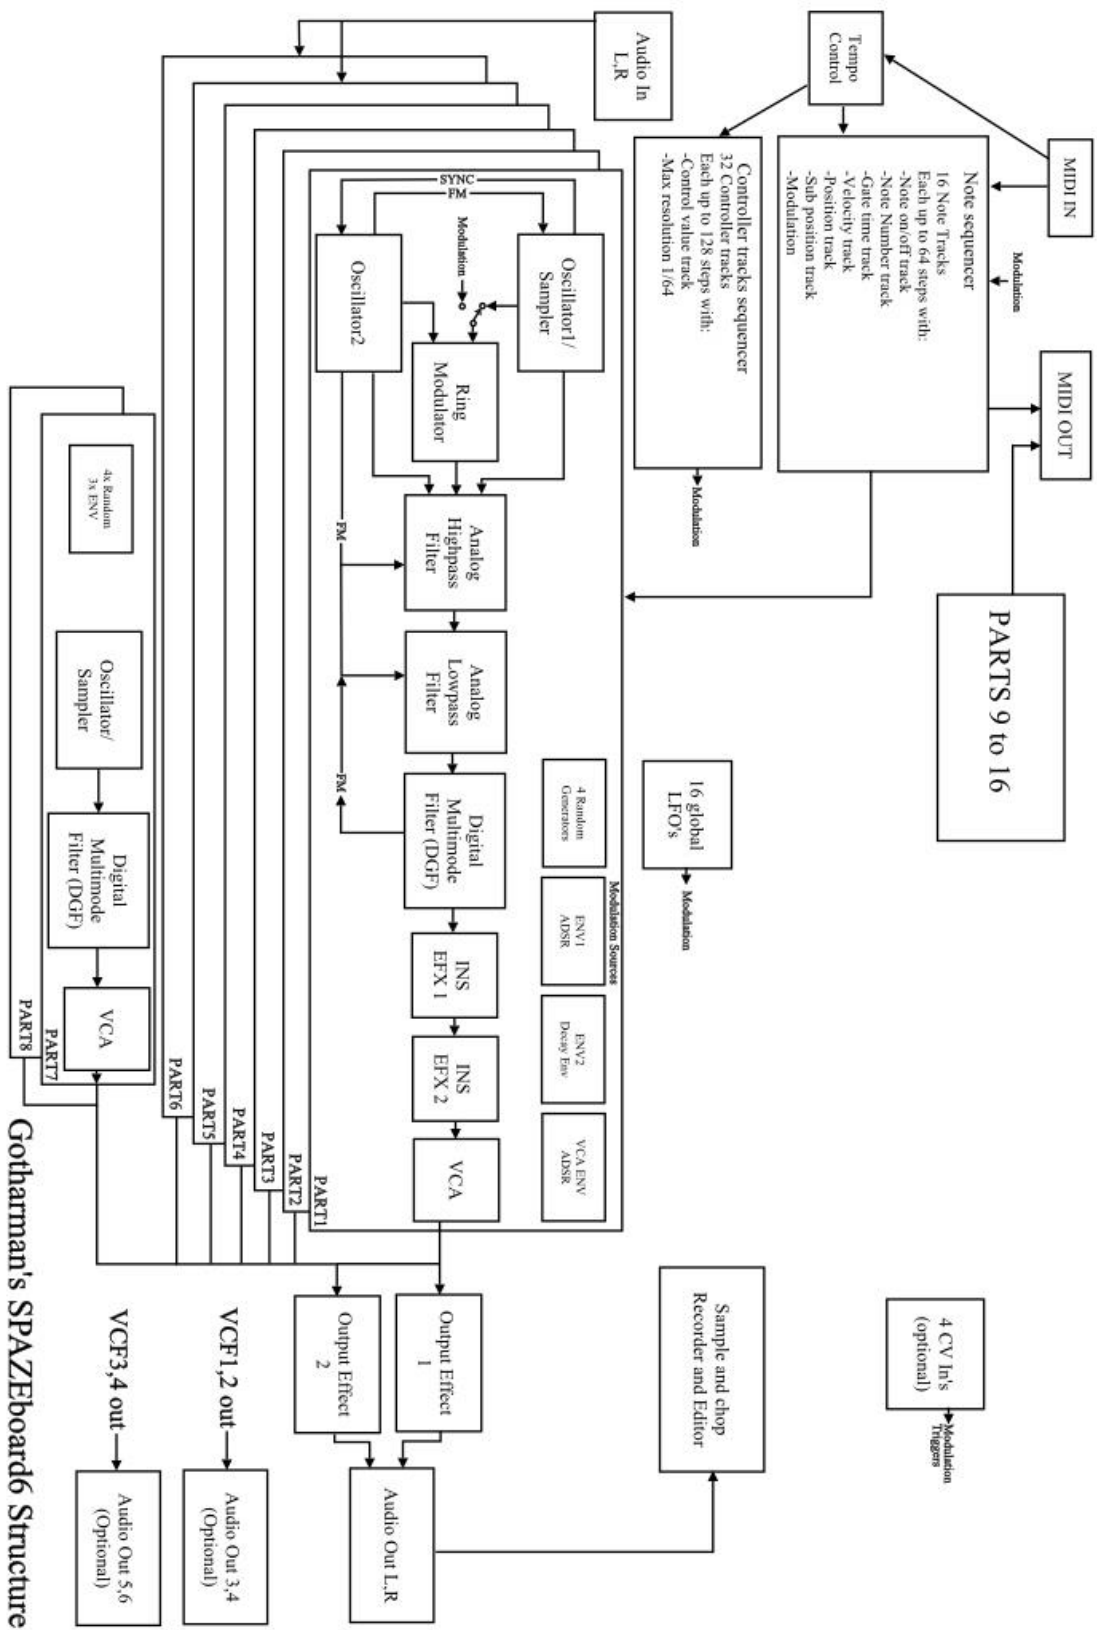 MIDI IN
MIDI OUT
PARTS 9 to 16
4 CV In's
(optional)
Modulation
Triggers
Tempo
Control
Note sequencer
16 Note Tracks
Each up to 64 steps with:
-Note on/off track
-Note Number track
-Gate time track
-Velocity track
-Position track
-Sub position track
-Modulation
Modulation
Controller tracks sequencer
32 Controller tracks
Each up to 128 steps with:
-Control value track
-Max resolution 1/64
Modulation
16 global
LFO's
Modulation
Sample and chop
Recorder and Editor
Audio In
L,R
Modulation Sources
4 Random
Generators
ENV1
ADSR
ENV2
Decay Env
VCA ENV
ADSR
Oscillator1/
Sampler
SYNC
FM
Modulation
Oscillator2
Ring
Modulator
Analog
Highpass
Filter
Analog
Lowpass
Filter
Digital
Multimode
Filter (DGF)
INS
EFX 1
INS
EFX 2
VCA
FM
FM
PART1
PART2
PART3
PART4
PART5
PART6
Output Effect
1
Output Effect
2
Audio Out L,R
VCF1,2 out
Audio Out 3,4
(Optional)
VCF3,4 out
Audio Out 5,6
(Optional)
4x Random
3x ENV
Oscillator/
Sampler
Digital
Multimode
Filter (DGF)
VCA
PART7
PART8
Gotharman's SPAZEboard6 Structure